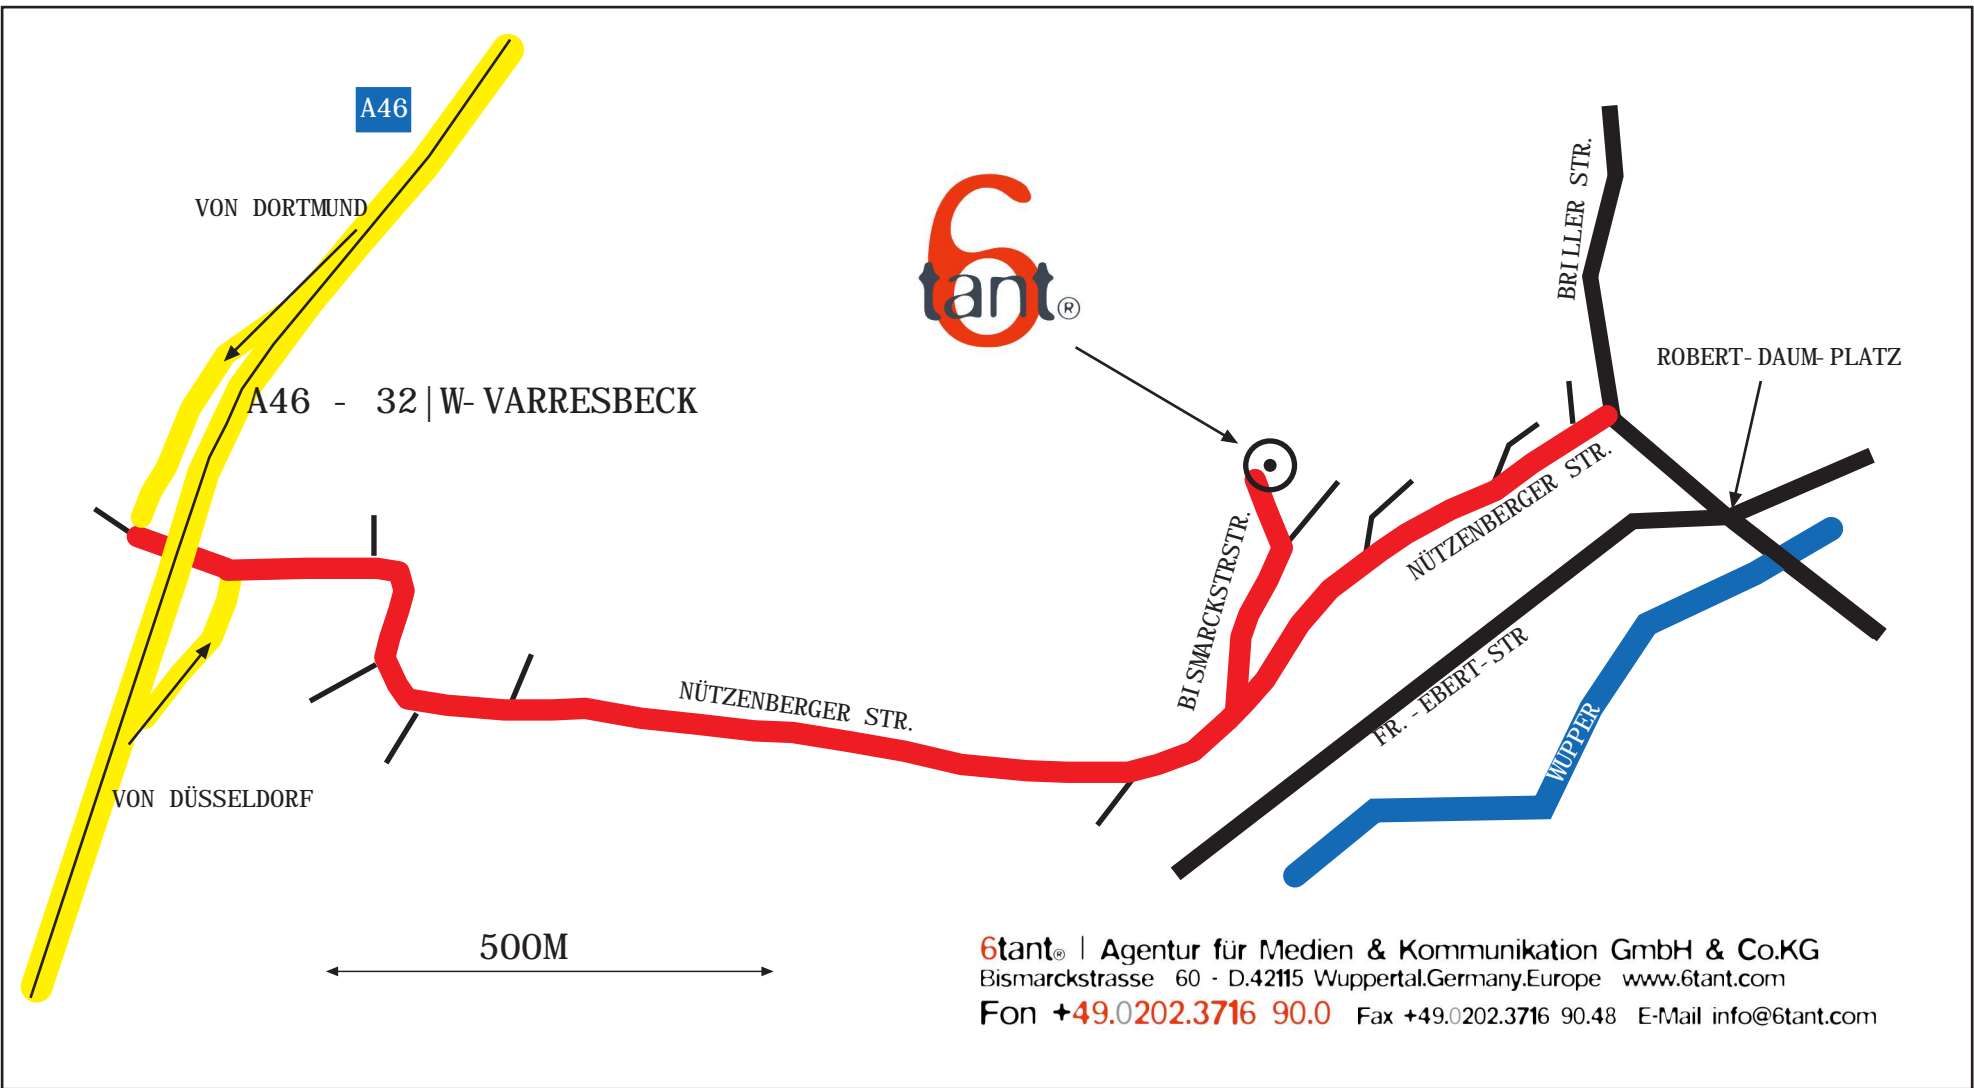 A46
VON DORTMUND
A46 - 32|W-VARRESBECK
VON DÜSSELDORF
6
tant®
BRILLER STR.
ROBERT-DAUM-PLATZ
NÜTZENBERGER STR.
BISMARCKSTRSTR.
NÜTZENBERGER STR.
FR.-EBERT-STR
WUPPER
500M
6tant® | Agentur für Medien & Kommunikation GmbH & Co.KG
Bismarckstrasse 60 - D.42115 Wuppertal.Germany.Europe www.6tant.com
Fon +49.0202.3716 90.0 Fax +49.0202.3716 90.48 E-Mail info@6tant.com